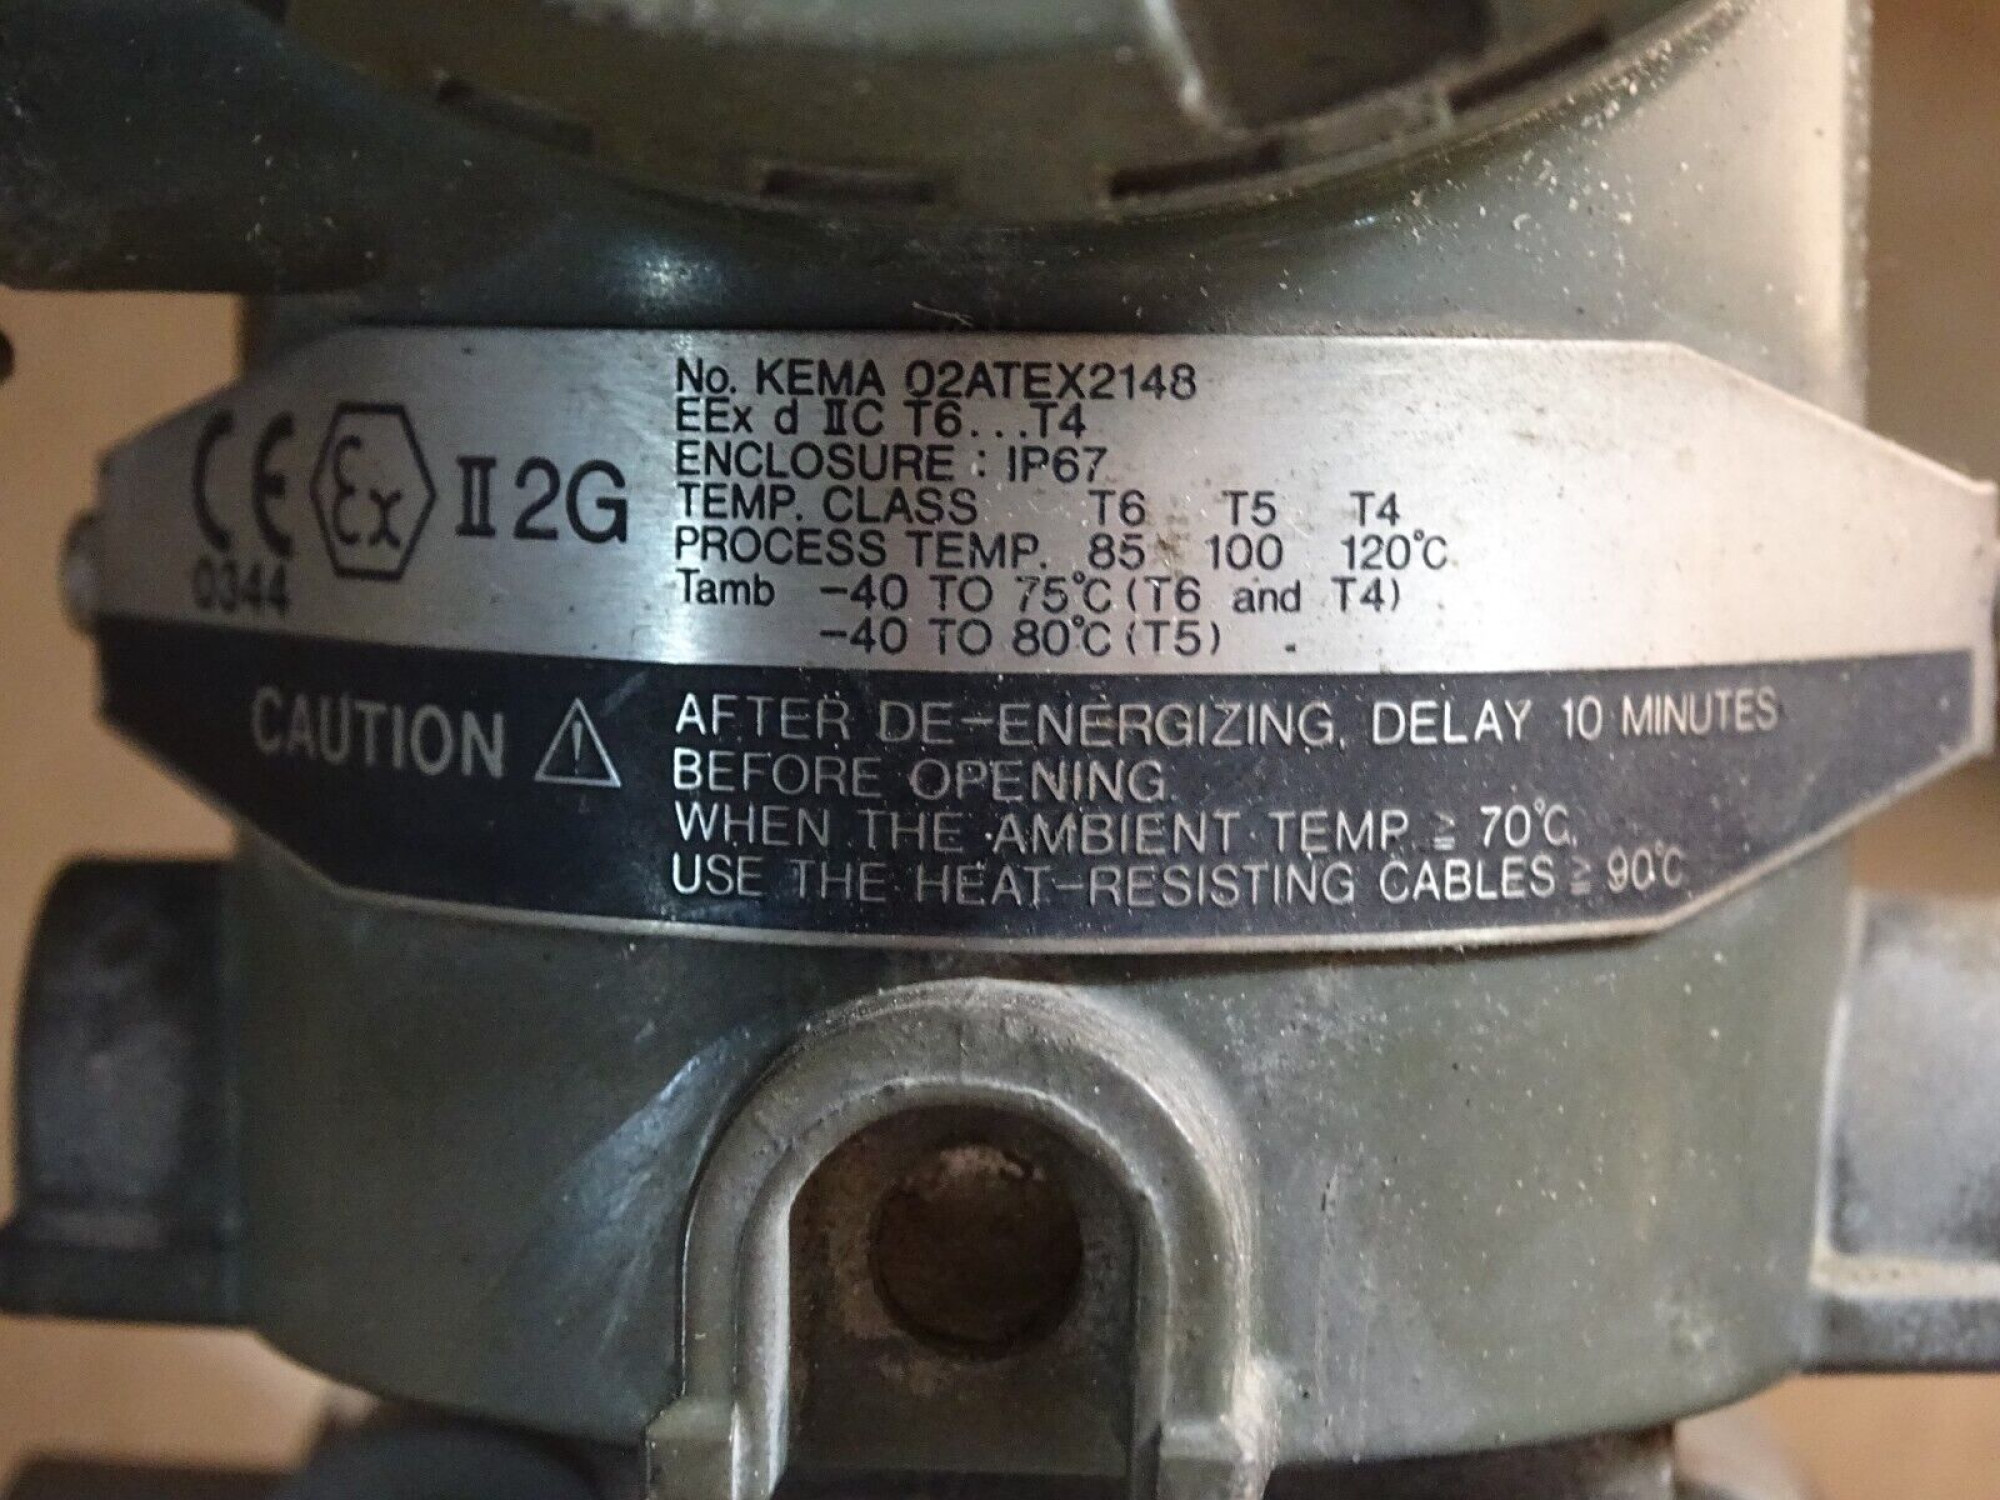 CE Ex II 2G
0344
No. KEMA 02ATEX2148
EEx d IIC T6...T4
ENCLOSURE : IP67
TEMP. CLASS T6 T5 T4
PROCESS TEMP. 85 100 120°C
Tamb -40 TO 75°C (T6 and T4)
-40 TO 80°C (T5)
CAUTION
AFTER DE-ENERGIZING, DELAY 10 MINUTES
BEFORE OPENING.
WHEN THE AMBIENT TEMP. ≧ 70°C,
USE THE HEAT-RESISTING CABLES ≧ 90°C